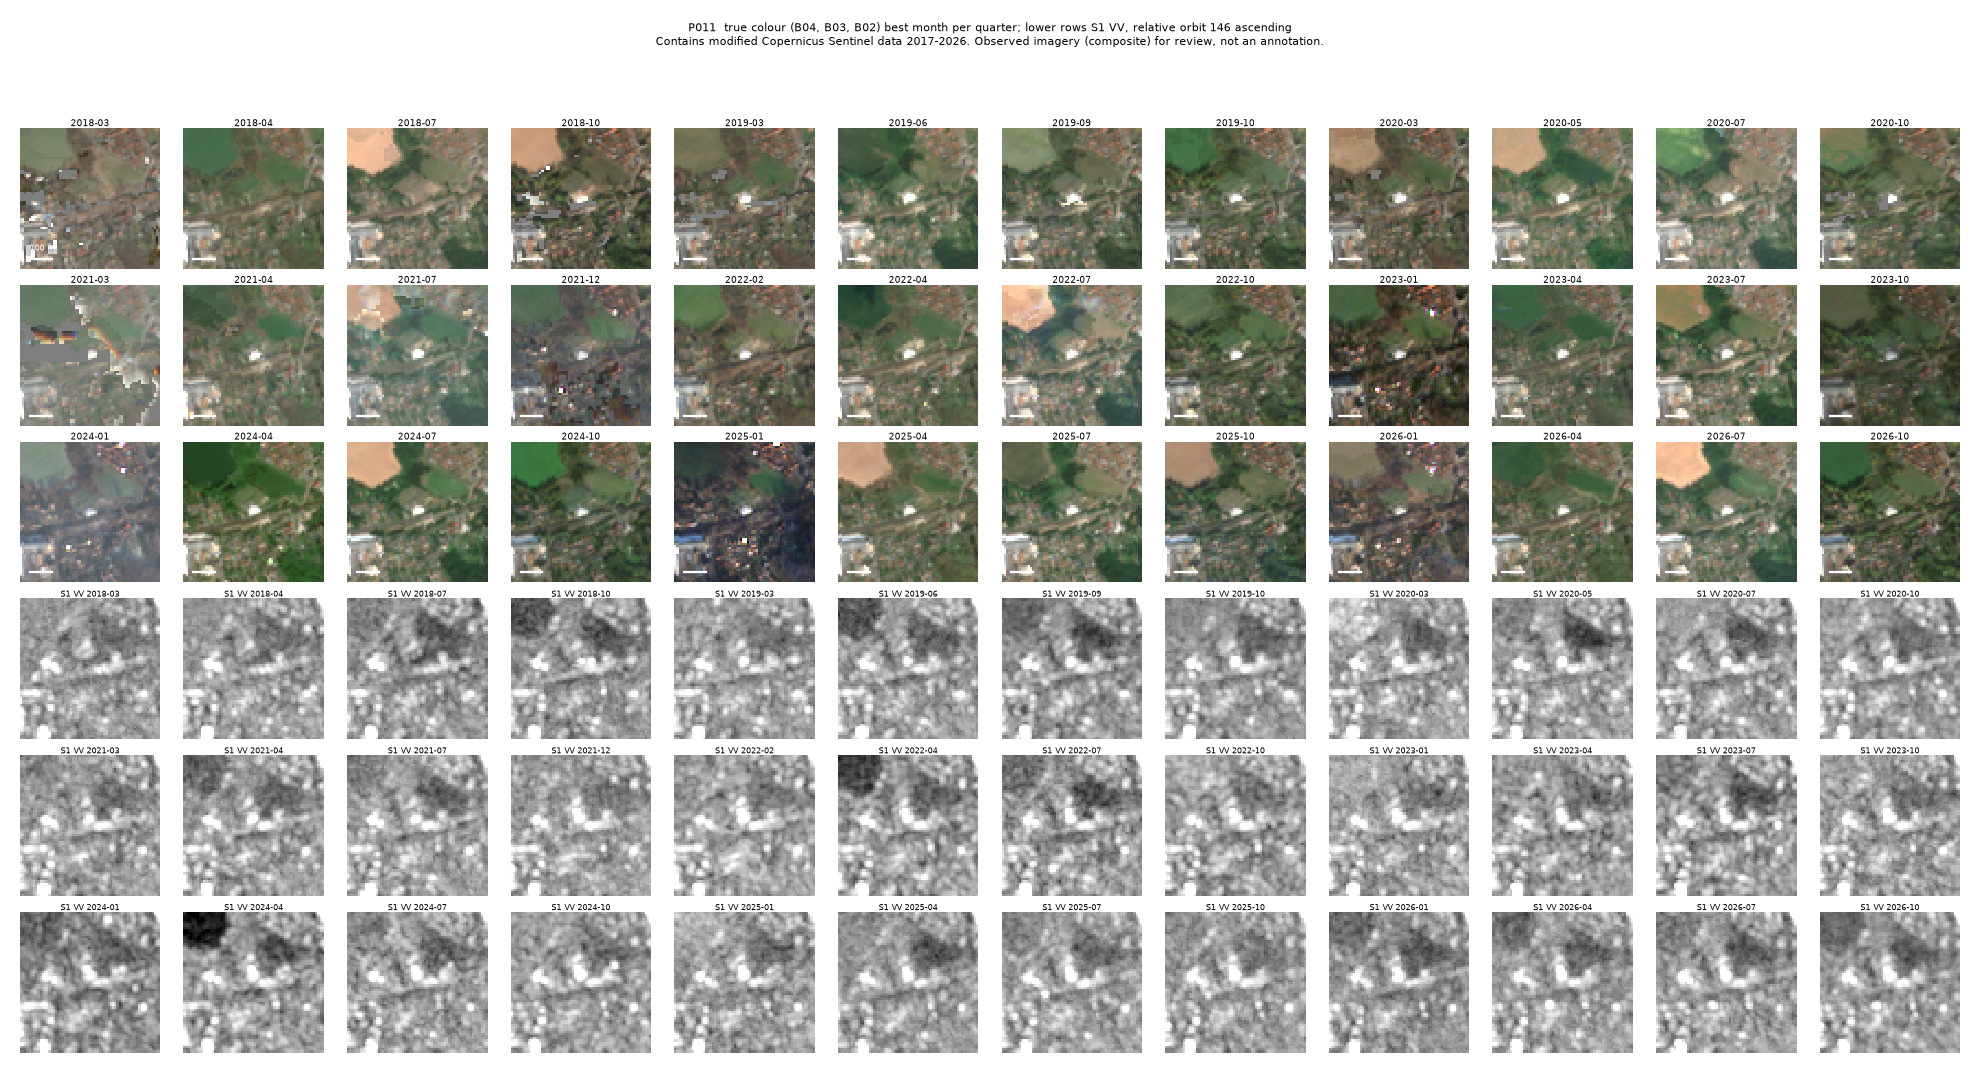 P011  true colour (B04, B03, B02) best month per quarter; lower rows S1 VV, relative orbit 146 ascending
Contains modified Copernicus Sentinel data 2017-2026. Observed imagery (composite) for review, not an annotation.
2018-03 2018-04 2018-07 2018-10 2019-03 2019-06 2019-09 2019-10 2020-03 2020-05 2020-07 2020-10
2021-03 2021-04 2021-07 2021-12 2022-02 2022-04 2022-07 2022-10 2023-01 2023-04 2023-07 2023-10
2024-01 2024-04 2024-07 2024-10 2025-01 2025-04 2025-07 2025-10 2026-01 2026-04 2026-07 2026-10
S1 VV 2018-03 S1 VV 2018-04 S1 VV 2018-07 S1 VV 2018-10 S1 VV 2019-03 S1 VV 2019-06 S1 VV 2019-09 S1 VV 2019-10 S1 VV 2020-03 S1 VV 2020-05 S1 VV 2020-07 S1 VV 2020-10
S1 VV 2021-03 S1 VV 2021-04 S1 VV 2021-07 S1 VV 2021-12 S1 VV 2022-02 S1 VV 2022-04 S1 VV 2022-07 S1 VV 2022-10 S1 VV 2023-01 S1 VV 2023-04 S1 VV 2023-07 S1 VV 2023-10
S1 VV 2024-01 S1 VV 2024-04 S1 VV 2024-07 S1 VV 2024-10 S1 VV 2025-01 S1 VV 2025-04 S1 VV 2025-07 S1 VV 2025-10 S1 VV 2026-01 S1 VV 2026-04 S1 VV 2026-07 S1 VV 2026-10